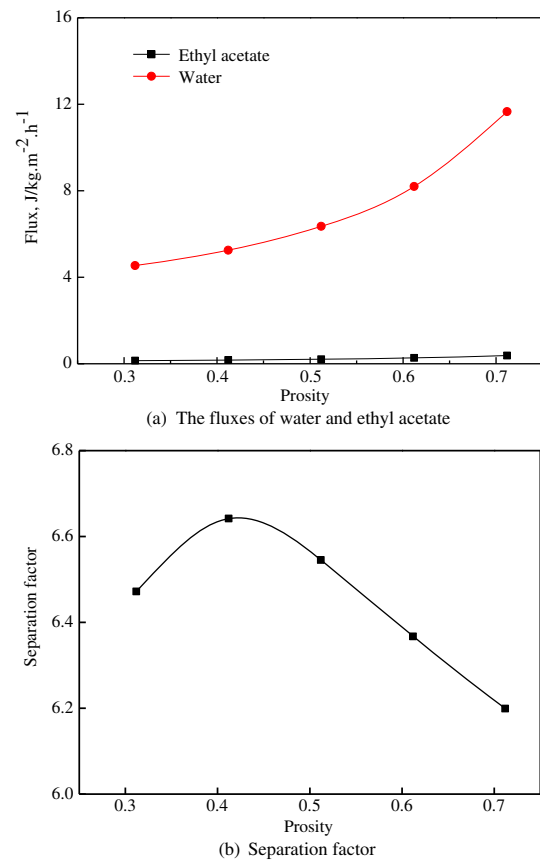 16
12
8
4
0
Flux, J/kg.m-2.h-1
Ethyl acetate
Water
0.3 0.4 0.5 0.6 0.7
Prosity
(a) The fluxes of water and ethyl acetate
6.8
6.6
6.4
6.2
6.0
Separation factor
0.3 0.4 0.5 0.6 0.7
Prosity
(b) Separation factor